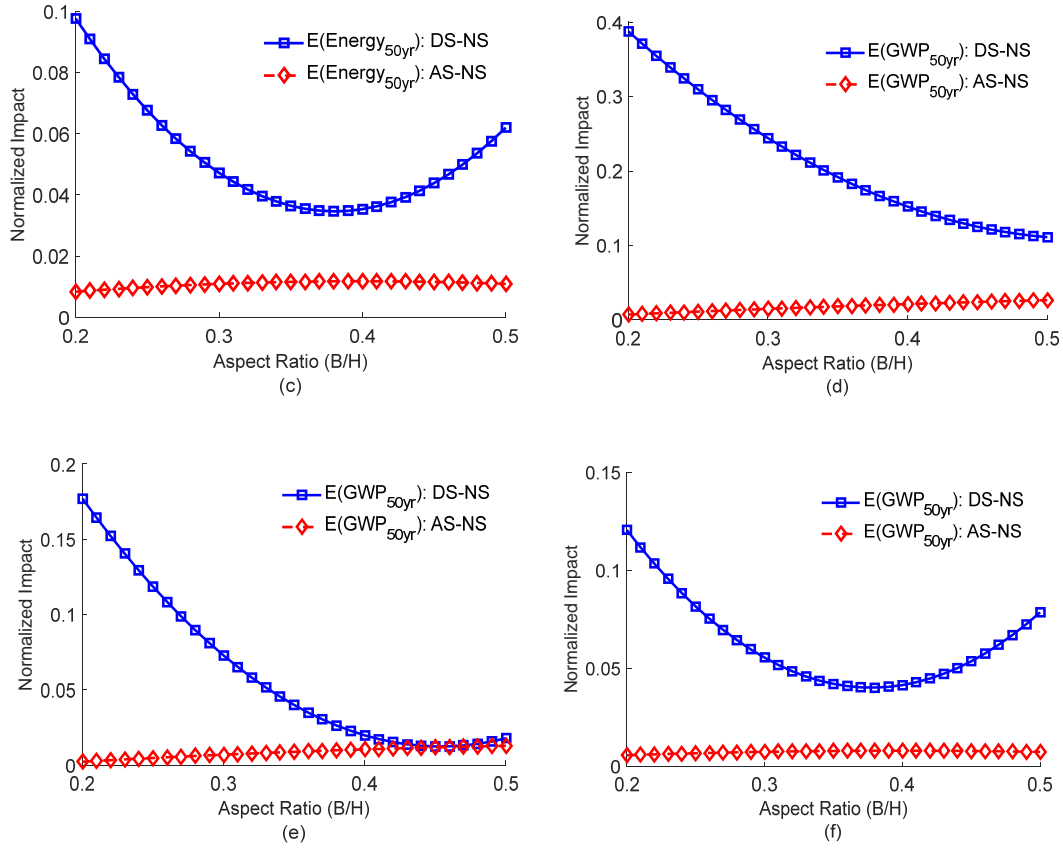 0.1
0.08
0.06
0.04
0.02
0
Normalized Impact
E(Energy50yr): DS-NS
E(Energy50yr): AS-NS
0.2
0.3
0.4
0.5
Aspect Ratio (B/H)
(c)
0.4
0.3
0.2
0.1
0
Normalized Impact
E(GWP50yr): DS-NS
E(GWP50yr): AS-NS
0.2
0.3
0.4
0.5
Aspect Ratio (B/H)
(d)
0.2
0.15
0.1
0.05
0
Normalized Impact
E(GWP50yr): DS-NS
E(GWP50yr): AS-NS
0.2
0.3
0.4
0.5
Aspect Ratio (B/H)
(e)
0.15
0.1
0.05
0
Normalized Impact
E(GWP50yr): DS-NS
E(GWP50yr): AS-NS
0.2
0.3
0.4
0.5
Aspect Ratio (B/H)
(f)